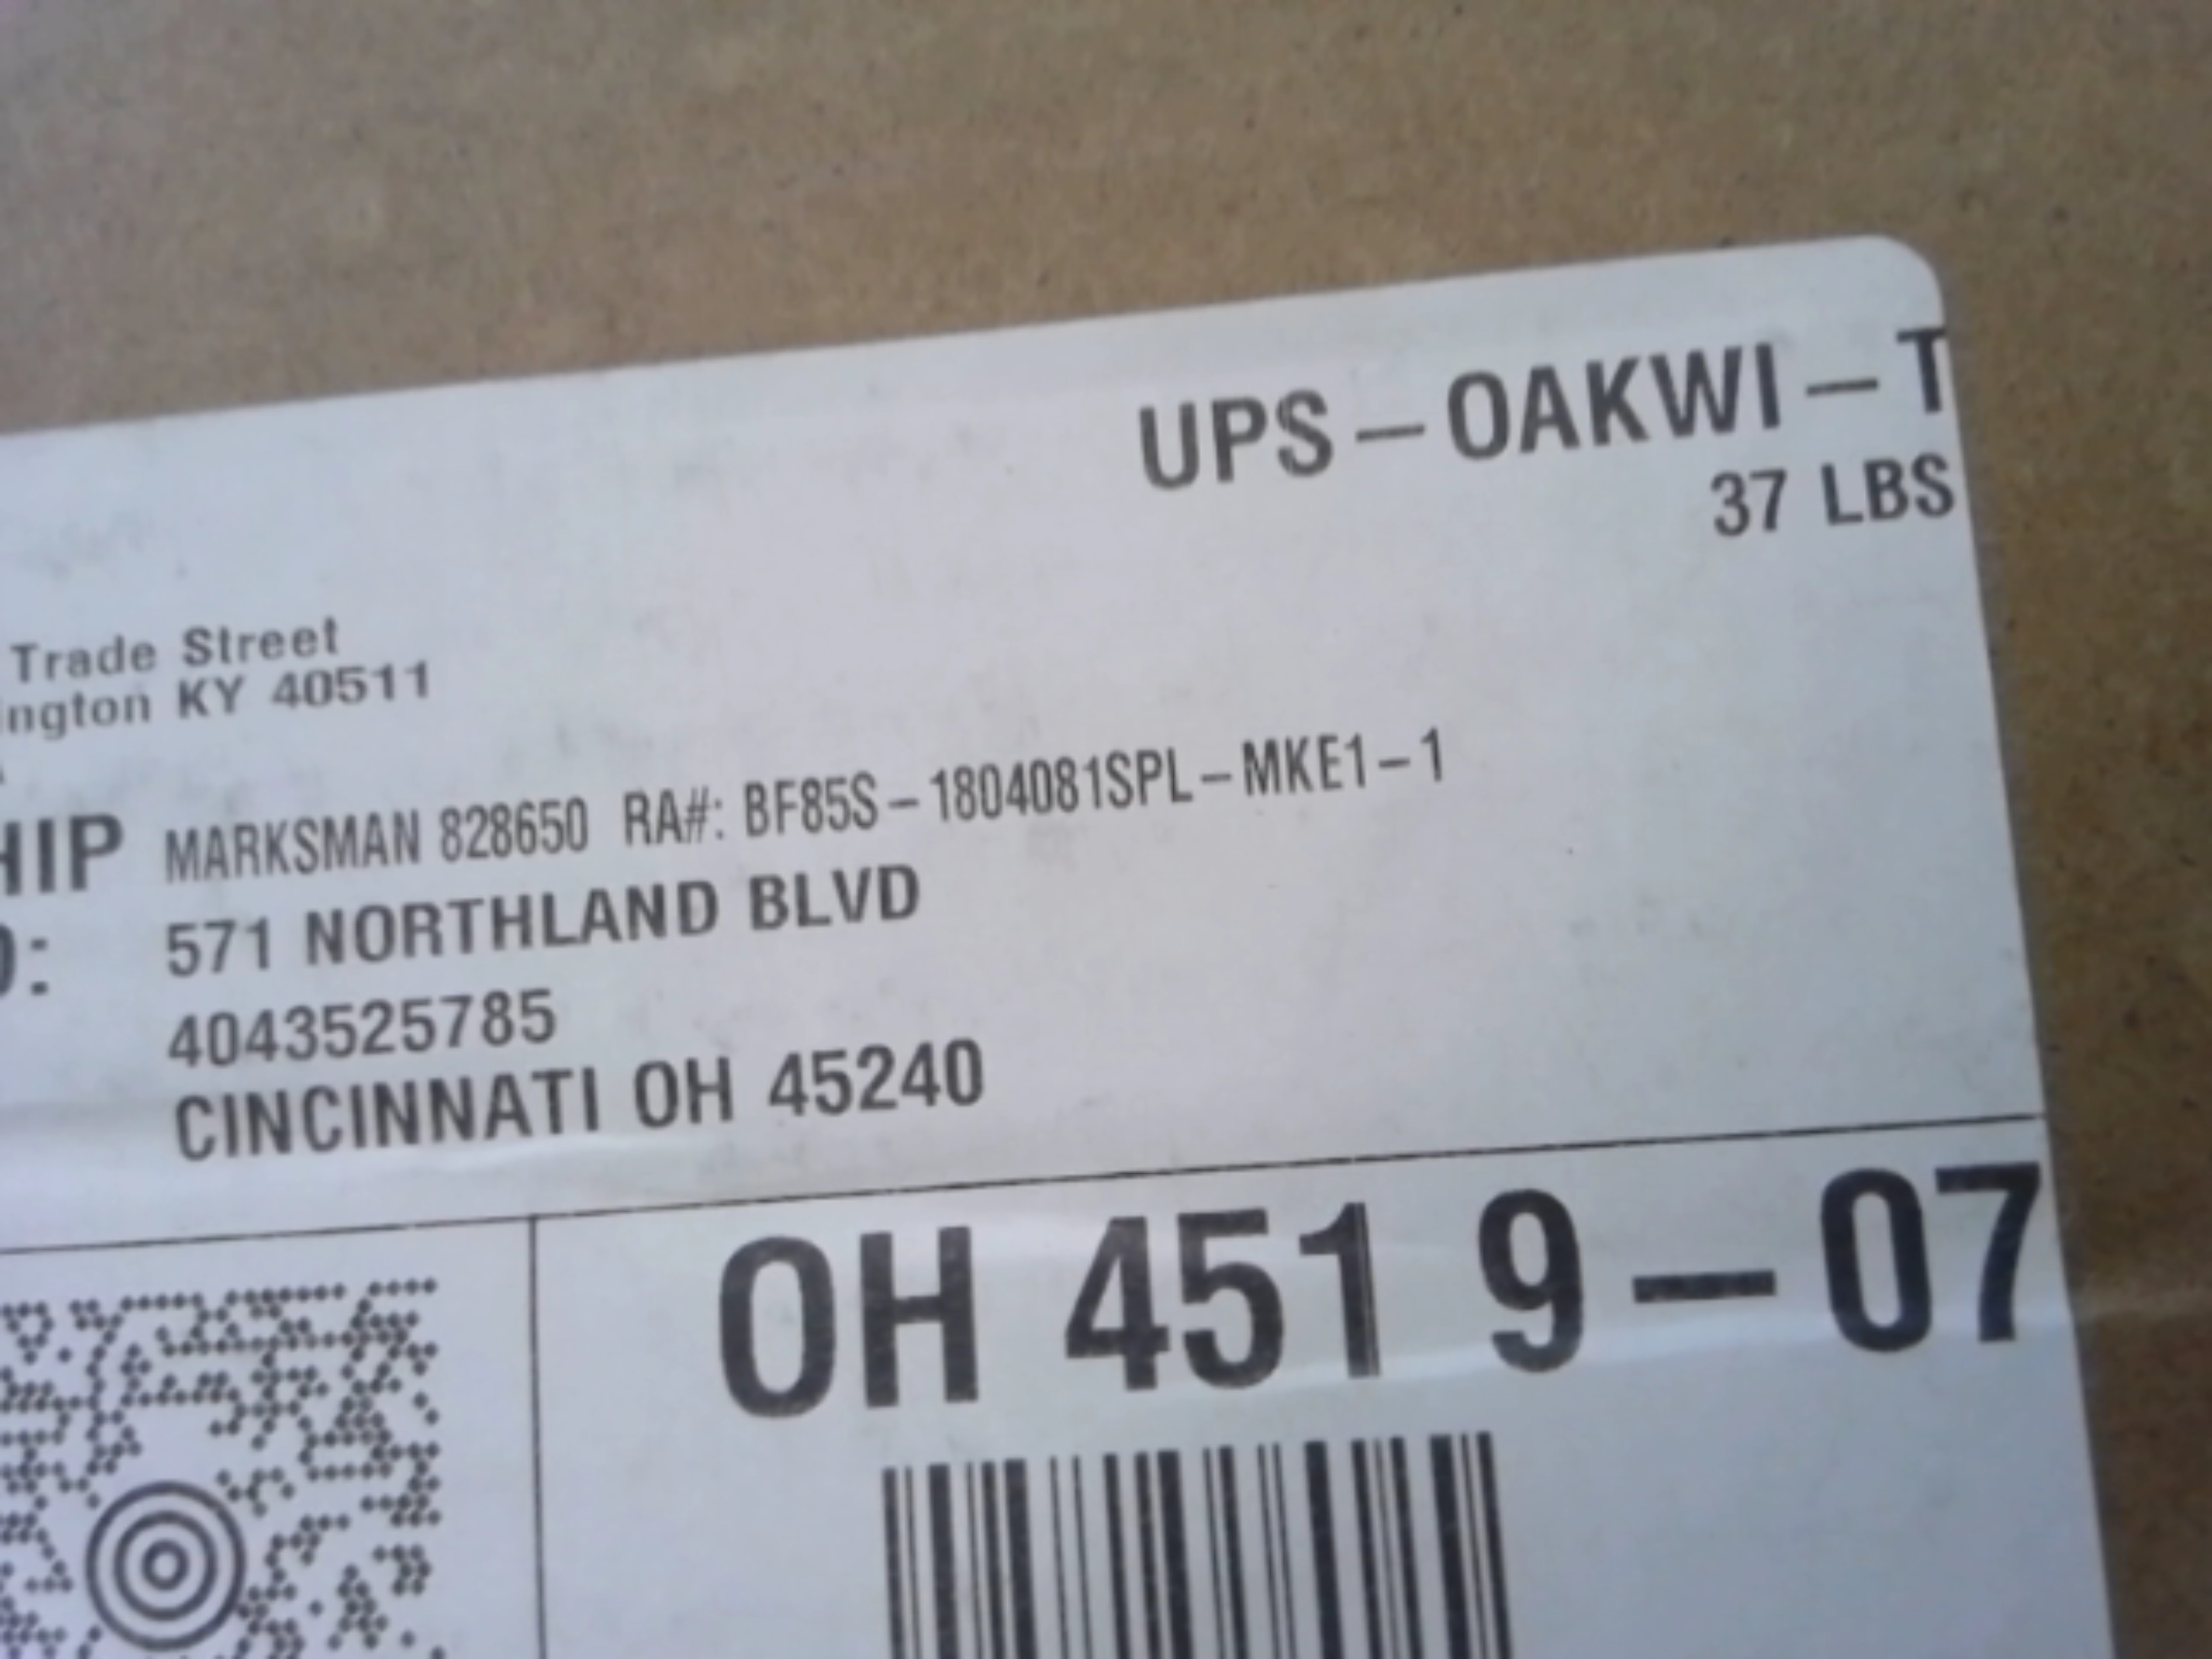 UPS-OAKWI-T
37 LBS
Trade Street
ington KY 40511
HIP MARKSMAN 828650 RA#: BF85S-1804081SPL-MKE1-1
O: 571 NORTHLAND BLVD
4043525785
CINCINNATI OH 45240
OH 451 9-07